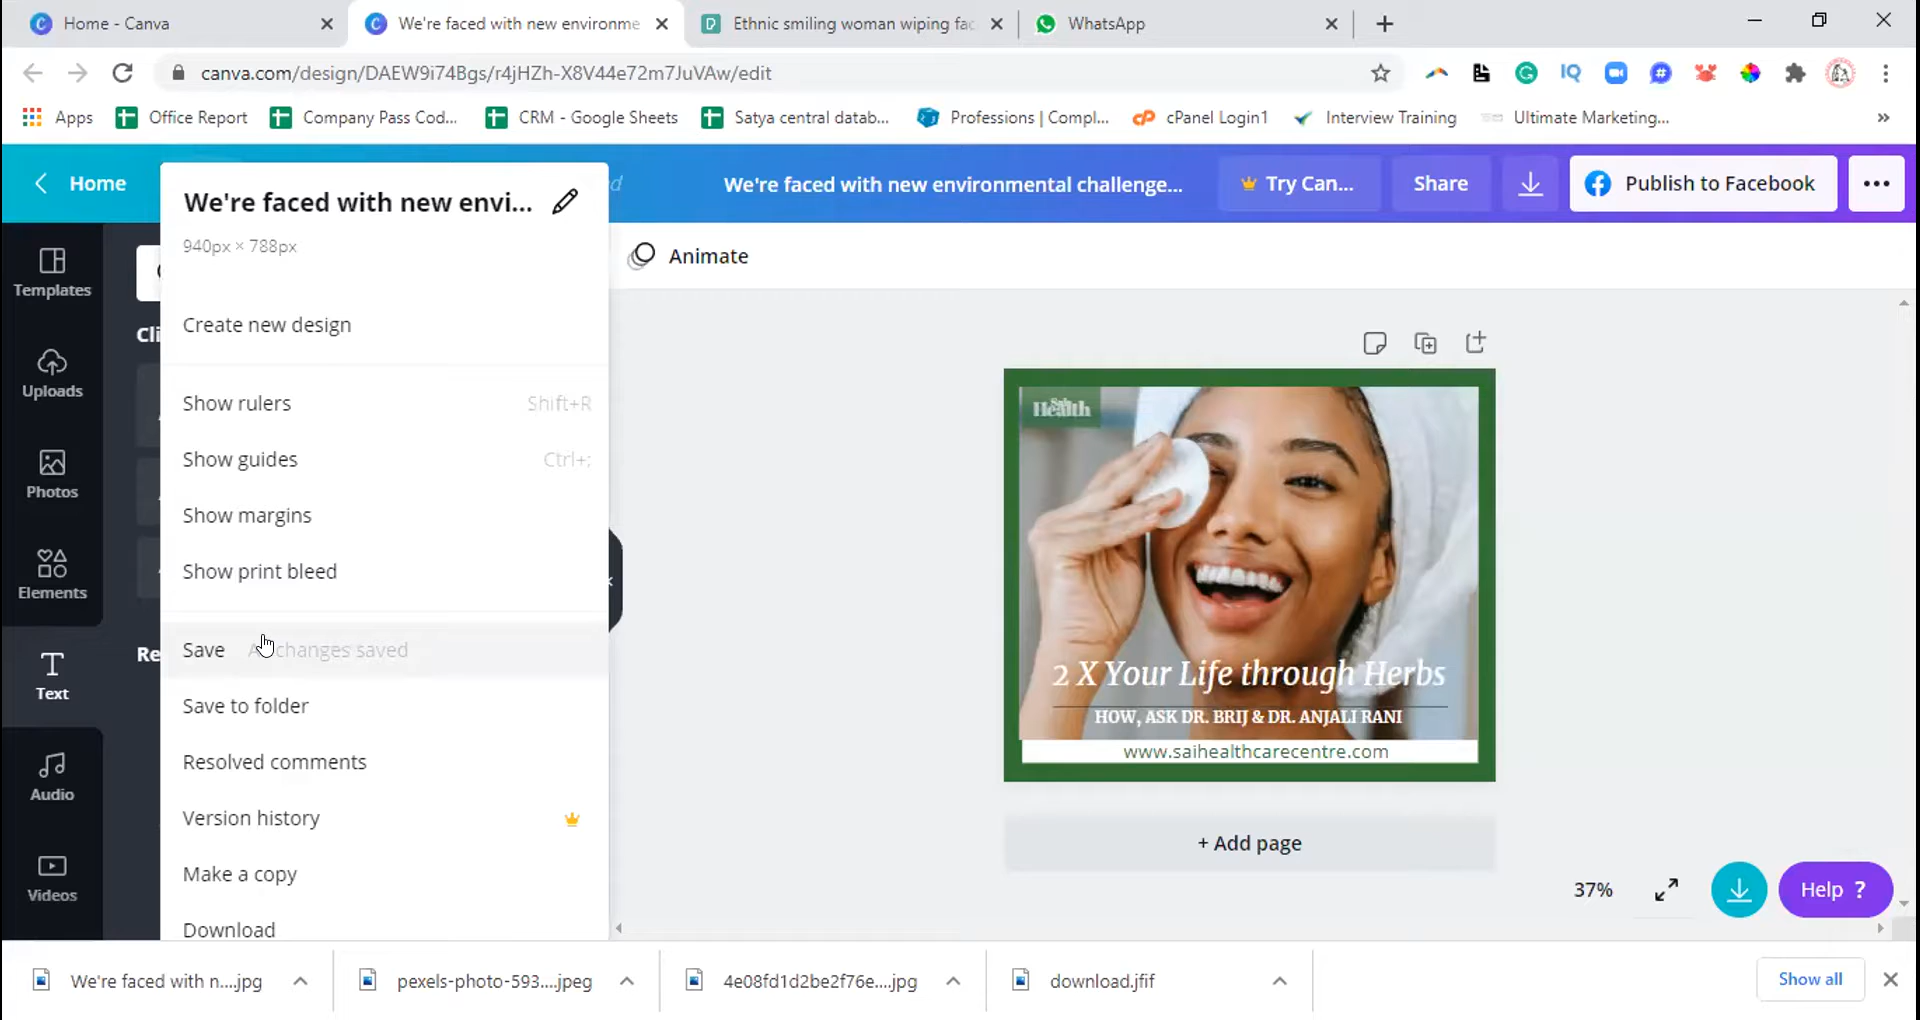 Home - Canva
We're faced with new environme
Ethnic smiling woman wiping fac
WhatsApp
canva.com/design/DAEW9i74Bgs/r4jHZh-X8V44e72m7JuVAw/edit
Apps
Office Report
Company Pass Cod...
CRM - Google Sheets
Satya central datab...
Professions | Compl...
cPanel Login1
Interview Training
Ultimate Marketing...
Home
We're faced with new environmental challenge...
Try Can...
Share
Publish to Facebook
We're faced with new envi...
940px × 788px
Create new design
Show rulers Shift+R
Show guides Ctrl+;
Show margins
Show print bleed
Save changes saved
Save to folder
Resolved comments
Version history
Make a copy
Download
Templates
Uploads
Photos
Elements
Text
Audio
Videos
Cli
Re
Animate
Health
2 X Your Life through Herbs
HOW, ASK DR. BRIJ & DR. ANJALI RANI
www.saihealthcarecentre.com
+ Add page
37%
Help ?
We're faced with n....jpg
pexels-photo-593....jpeg
4e08fd1d2be2f76e....jpg
download.jfif
Show all